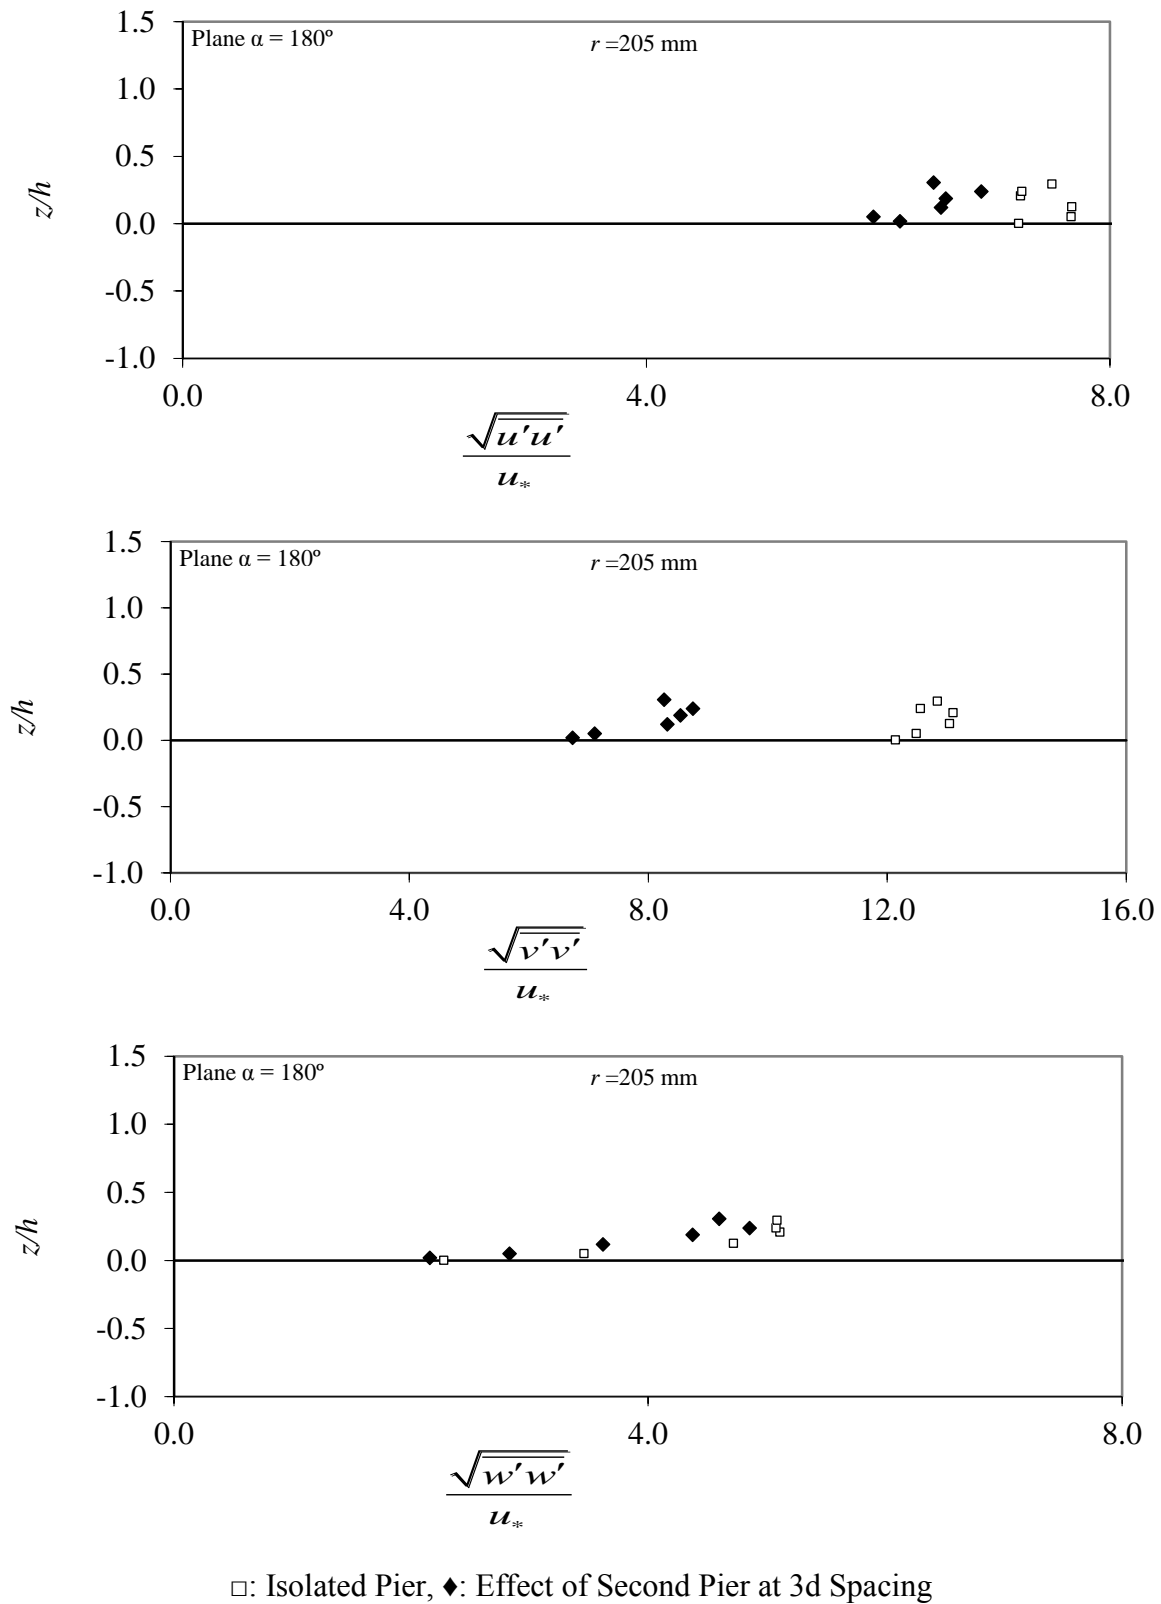 1.5
Plane α = 180º
r =205 mm
1.0
0.5
z/h
0.0
-0.5
-1.0
0.0 4.0 8.0
√u′u′
u*
1.5
Plane α = 180º
r =205 mm
1.0
0.5
z/h
0.0
-0.5
-1.0
0.0 4.0 8.0 12.0 16.0
√v′v′
u*
1.5
Plane α = 180º
r =205 mm
1.0
0.5
z/h
0.0
-0.5
-1.0
0.0 4.0 8.0
√w′w′
u*
□: Isolated Pier, ♦: Effect of Second Pier at 3d Spacing